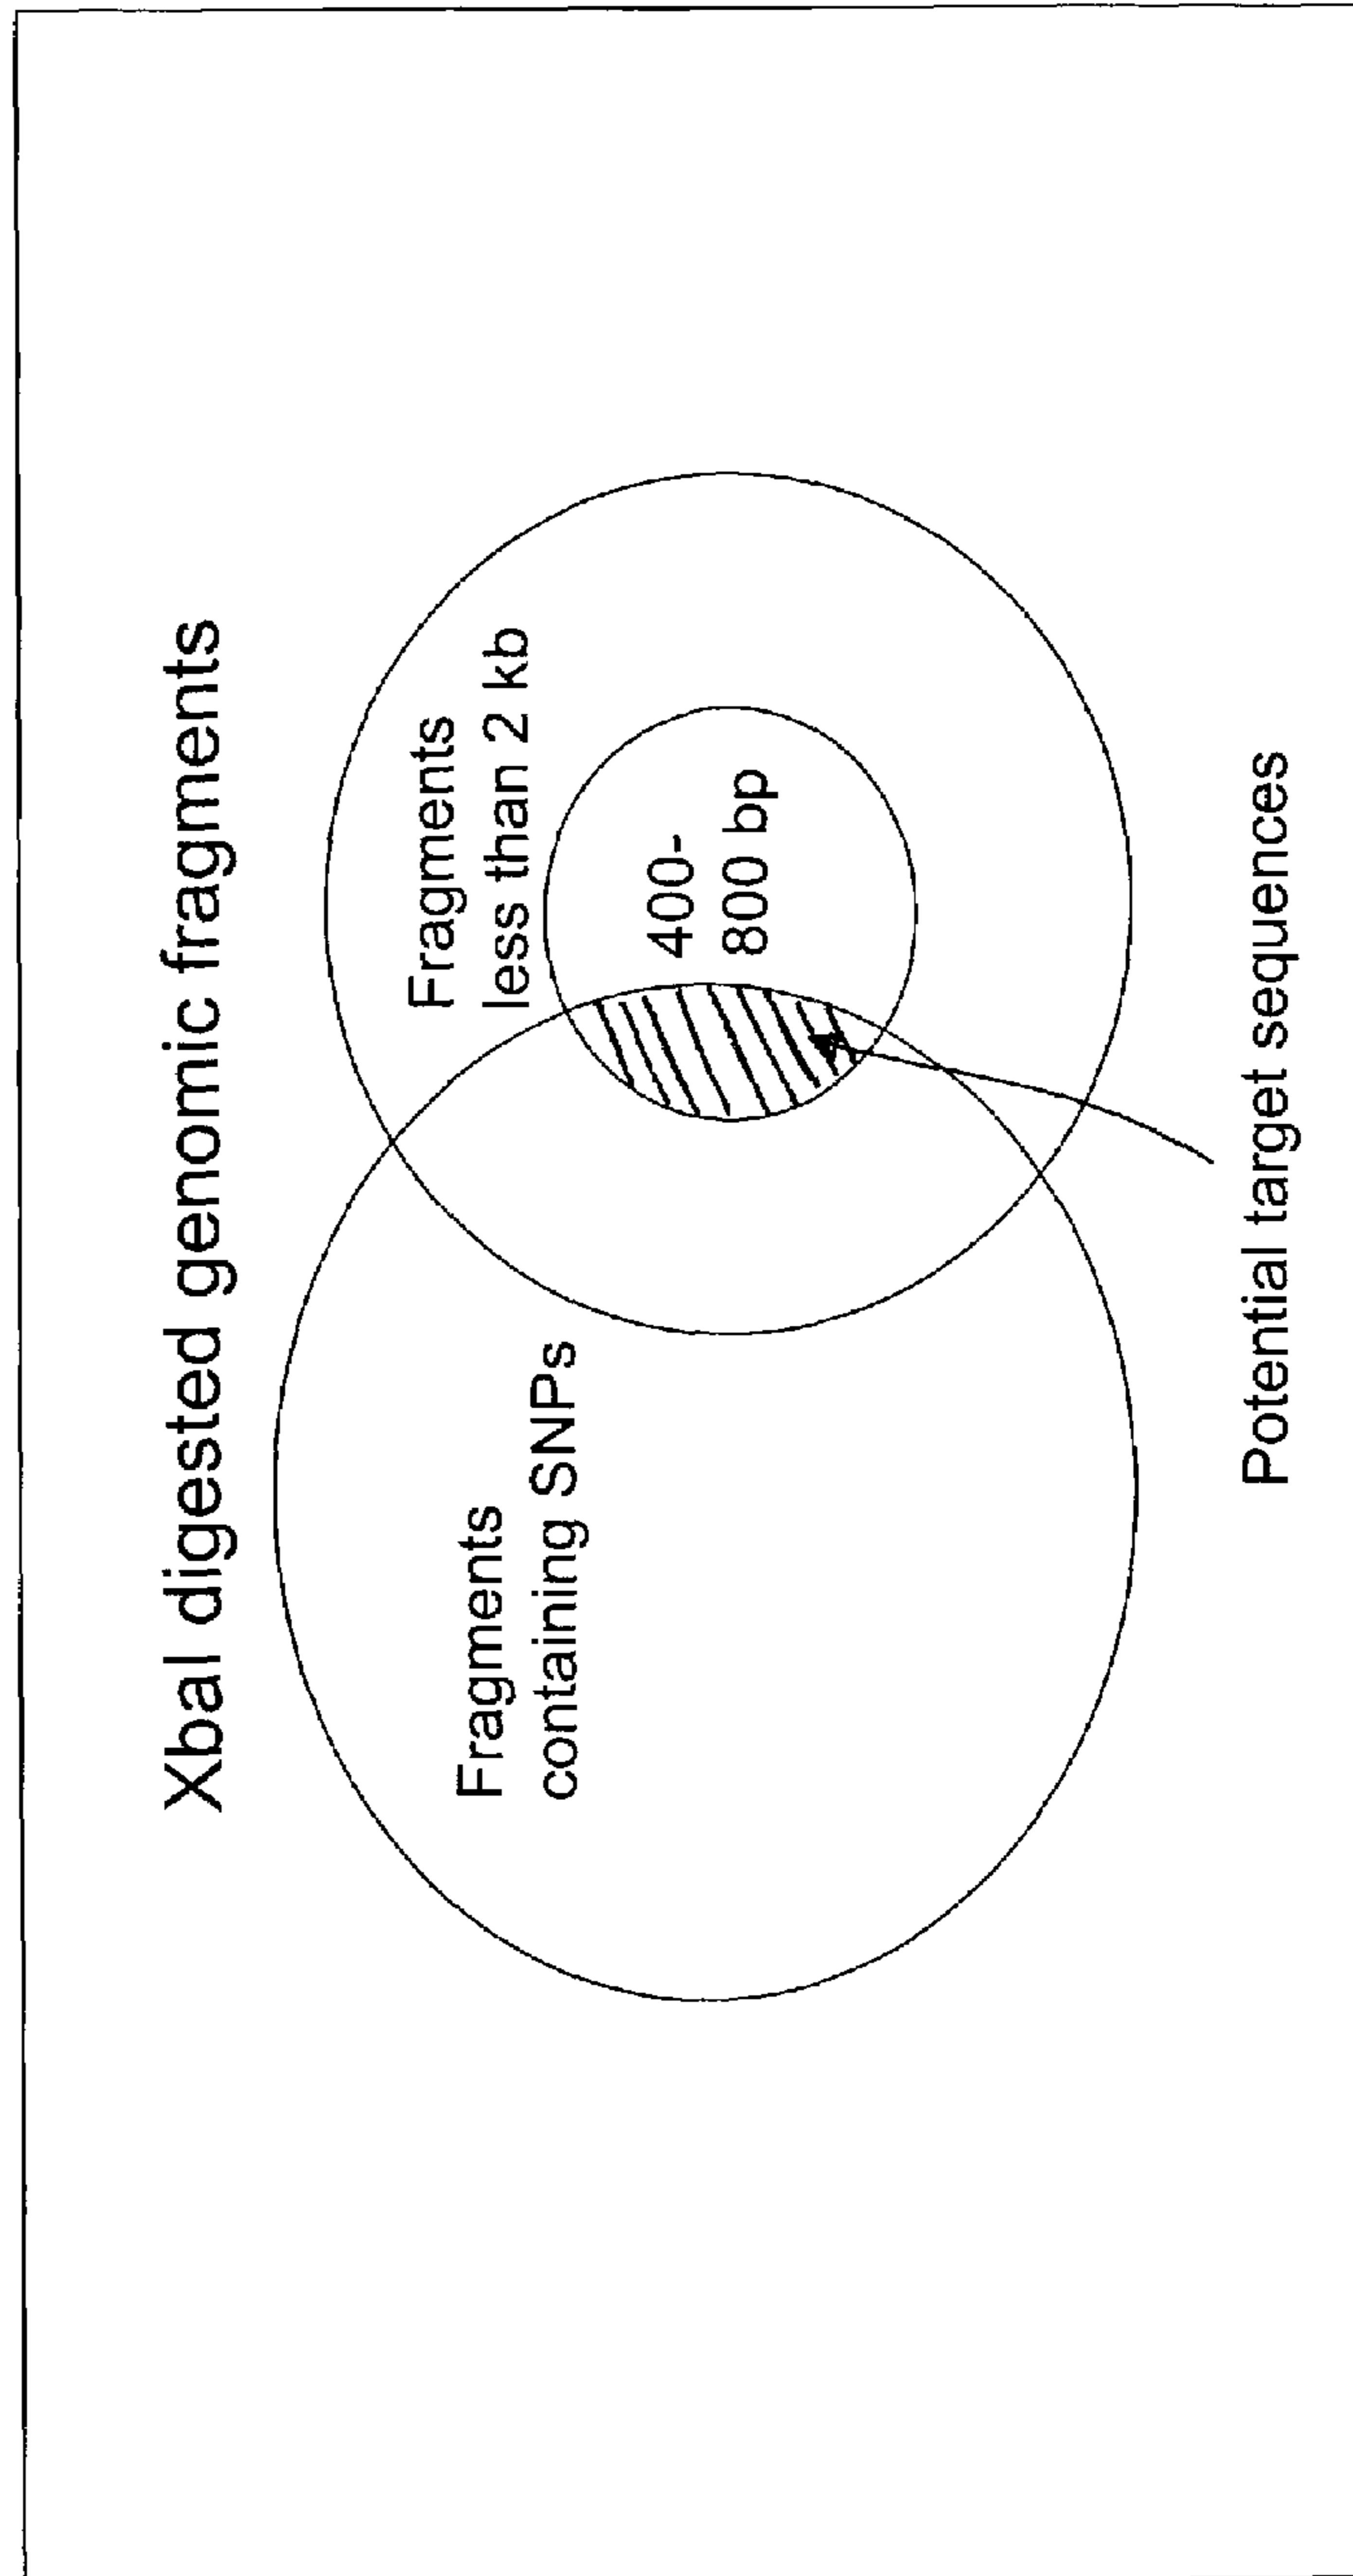 XbaI digested genomic fragments
Fragments
containing SNPs
Fragments
less than 2 kb
400-
800 bp
Potential target sequences